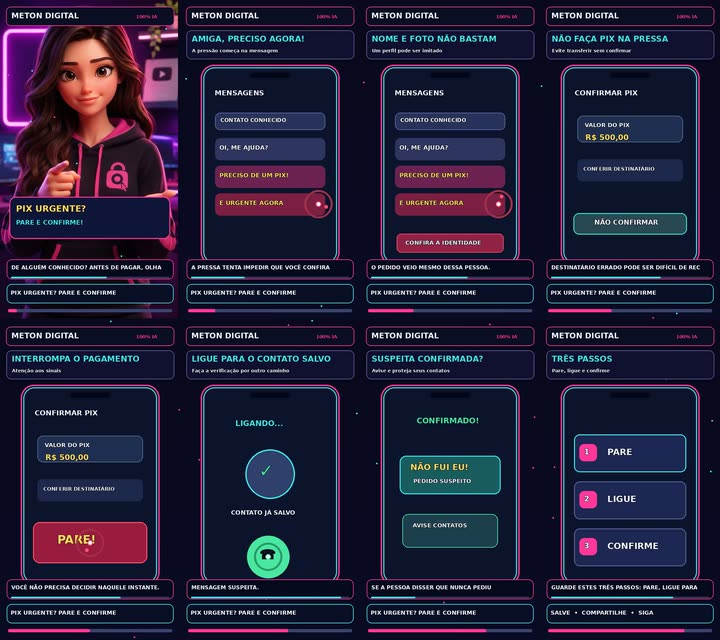 METON DIGITAL 100% IA
PIX URGENTE?
PARE E CONFIRME!
DE ALGUÉM CONHECIDO? ANTES DE PAGAR, OLHA
PIX URGENTE? PARE E CONFIRME
METON DIGITAL 100% IA
AMIGA, PRECISO AGORA!
A pressão começa na mensagem
MENSAGENS
CONTATO CONHECIDO
OI, ME AJUDA?
PRECISO DE UM PIX!
É URGENTE AGORA
A PRESSA TENTA IMPEDIR QUE VOCÊ CONFIRA
PIX URGENTE? PARE E CONFIRME
METON DIGITAL 100% IA
NOME E FOTO NÃO BASTAM
Um perfil pode ser imitado
MENSAGENS
CONTATO CONHECIDO
OI, ME AJUDA?
PRECISO DE UM PIX!
É URGENTE AGORA
CONFIRA A IDENTIDADE
O PEDIDO VEIO MESMO DESSA PESSOA.
PIX URGENTE? PARE E CONFIRME
METON DIGITAL 100% IA
NÃO FAÇA PIX NA PRESSA
Evite transferir sem confirmar
CONFIRMAR PIX
VALOR DO PIX
R$ 500,00
CONFERIR DESTINATÁRIO
NÃO CONFIRMAR
DESTINATÁRIO ERRADO PODE SER DIFÍCIL DE REC
PIX URGENTE? PARE E CONFIRME
METON DIGITAL 100% IA
INTERROMPA O PAGAMENTO
Atenção aos sinais
CONFIRMAR PIX
VALOR DO PIX
R$ 500,00
CONFERIR DESTINATÁRIO
PARE!
VOCÊ NÃO PRECISA DECIDIR NAQUELE INSTANTE.
PIX URGENTE? PARE E CONFIRME
METON DIGITAL 100% IA
LIGUE PARA O CONTATO SALVO
Faça a verificação por outro caminho
LIGANDO...
CONTATO JÁ SALVO
MENSAGEM SUSPEITA.
PIX URGENTE? PARE E CONFIRME
METON DIGITAL 100% IA
SUSPEITA CONFIRMADA?
Avise e proteja seus contatos
CONFIRMADO!
NÃO FUI EU!
PEDIDO SUSPEITO
AVISE CONTATOS
SE A PESSOA DISSER QUE NUNCA PEDIU
PIX URGENTE? PARE E CONFIRME
METON DIGITAL 100% IA
TRÊS PASSOS
Pare, ligue e confirme
1 PARE
2 LIGUE
3 CONFIRME
GUARDE ESTES TRÊS PASSOS: PARE, LIGUE PARA
SALVE • COMPARTILHE • SIGA